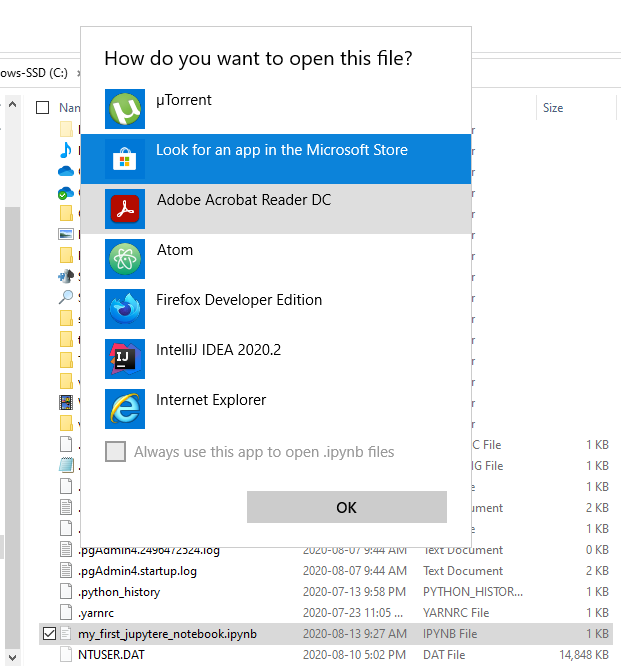 How do you want to open this file?
ows-SSD (C:)
Nan
Size
µTorrent
Look for an app in the Microsoft Store
Adobe Acrobat Reader DC
Atom
Firefox Developer Edition
IntelliJ IDEA 2020.2
Internet Explorer
Always use this app to open .ipynb files
C File 1 KB
G File 1 KB
1 KB
ument 2 KB
1 KB
OK
.pgAdmin4.2496472524.log 2020-08-07 9:44 AM Text Document 0 KB
.pgAdmin4.startup.log 2020-08-07 9:44 AM Text Document 2 KB
.python_history 2020-07-13 9:58 PM PYTHON_HISTOR... 1 KB
.yarnrc 2020-07-23 11:05 ... YARNRC File 1 KB
my_first_jupytere_notebook.ipynb 2020-08-13 9:27 AM IPYNB File 1 KB
NTUSER.DAT 2020-08-10 5:02 PM DAT File 14,848 KB